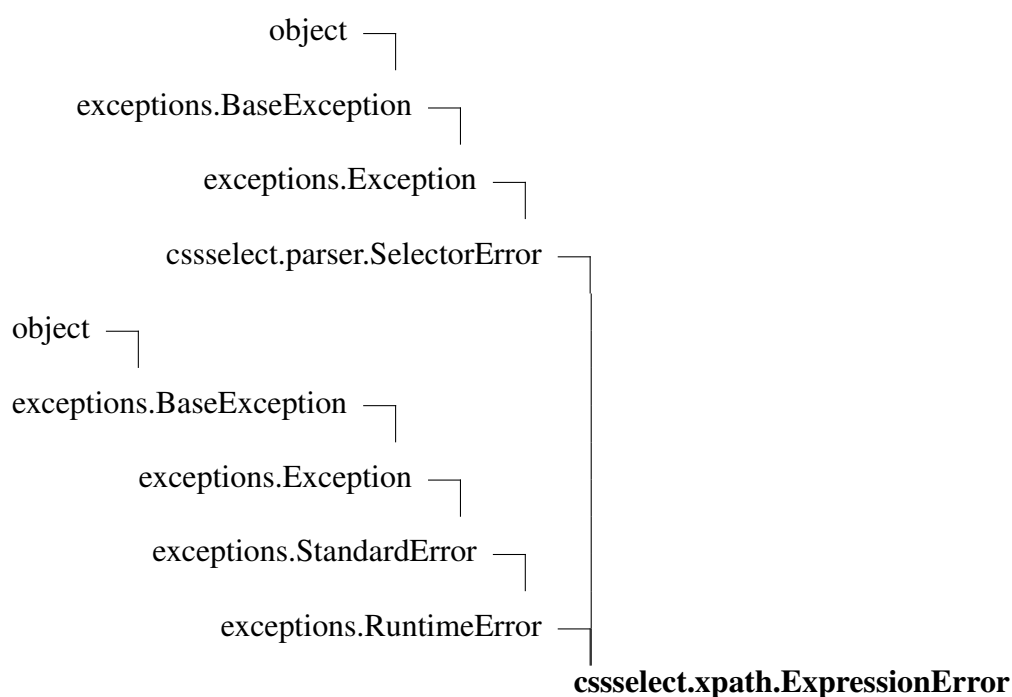 object
exceptions.BaseException
exceptions.Exception
cssselect.parser.SelectorError
object
exceptions.BaseException
exceptions.Exception
exceptions.StandardError
exceptions.RuntimeError
cssselect.xpath.ExpressionError